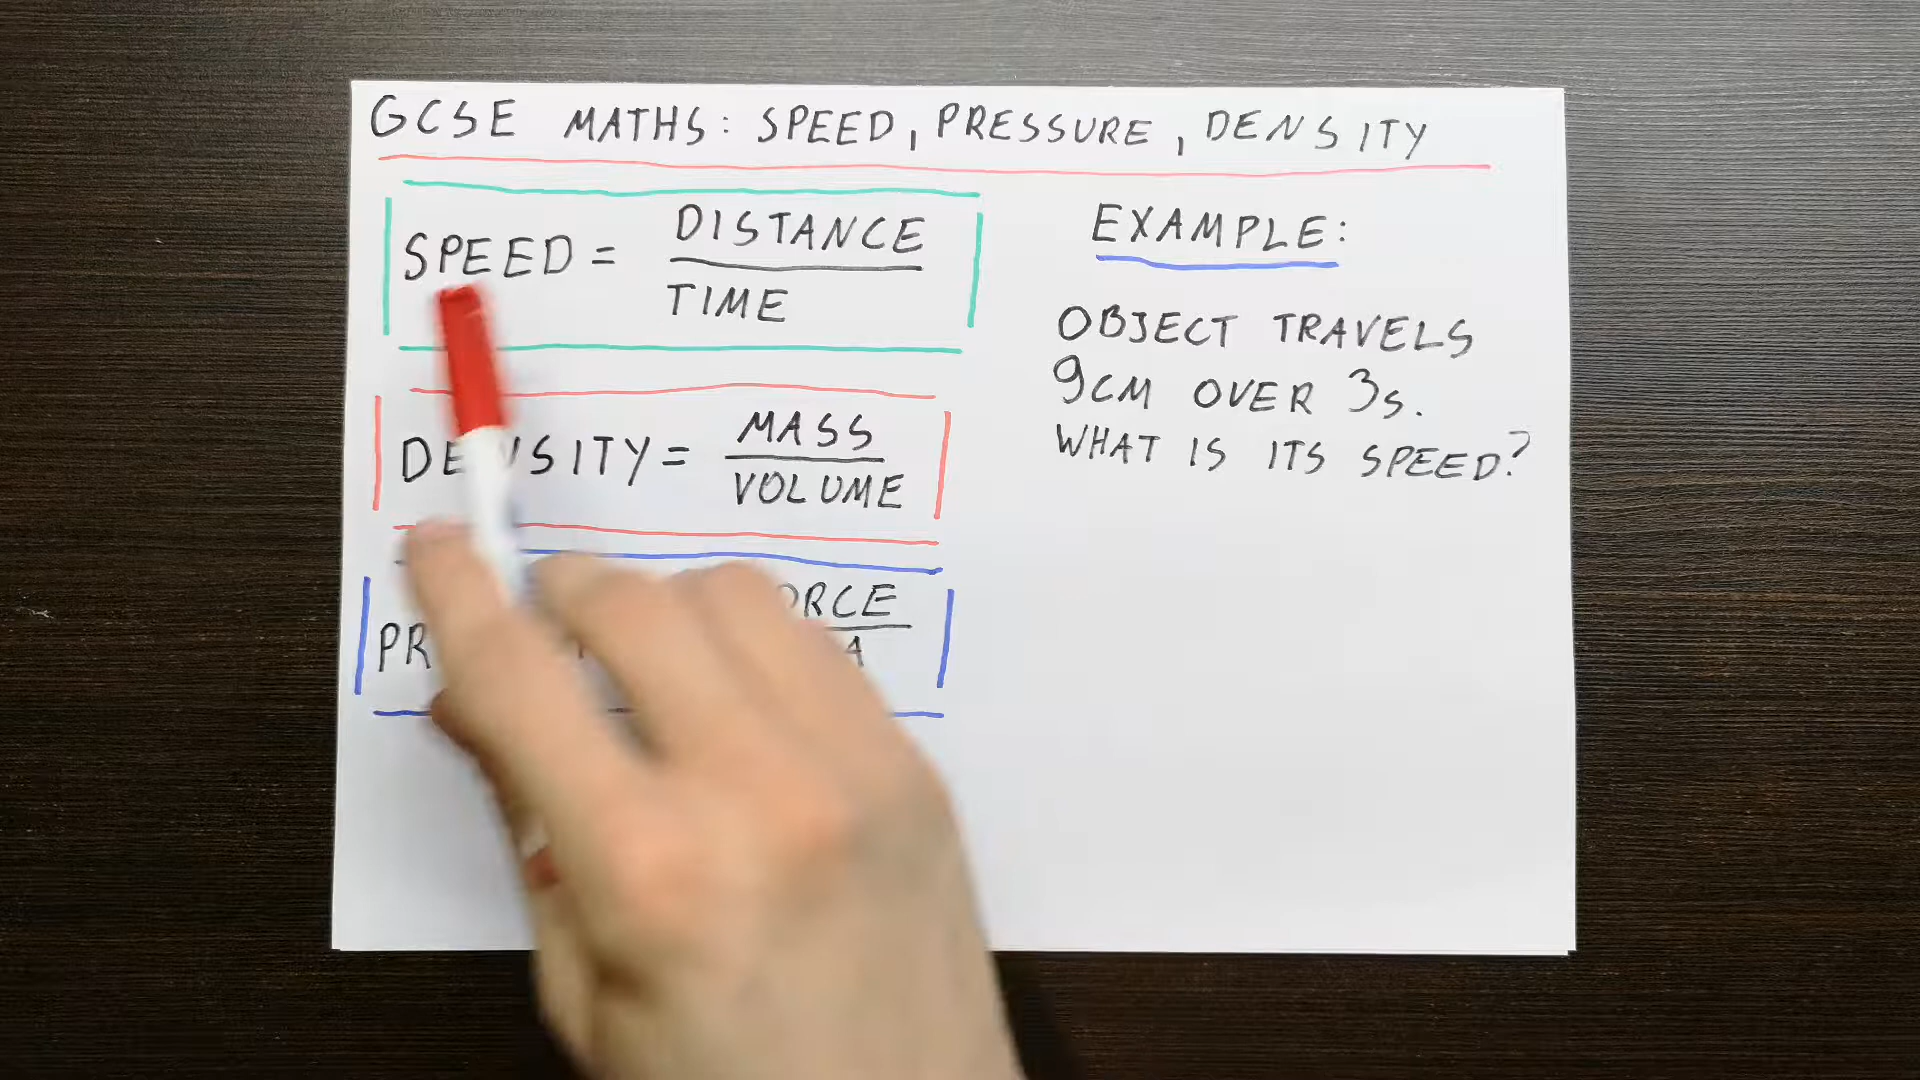 GCSE MATHS: SPEED, PRESSURE, DENSITY
SPEED = DISTANCE
TIME
DENSITY = MASS
VOLUME
EXAMPLE:
OBJECT TRAVELS
9CM OVER 3s.
WHAT IS ITS SPEED?